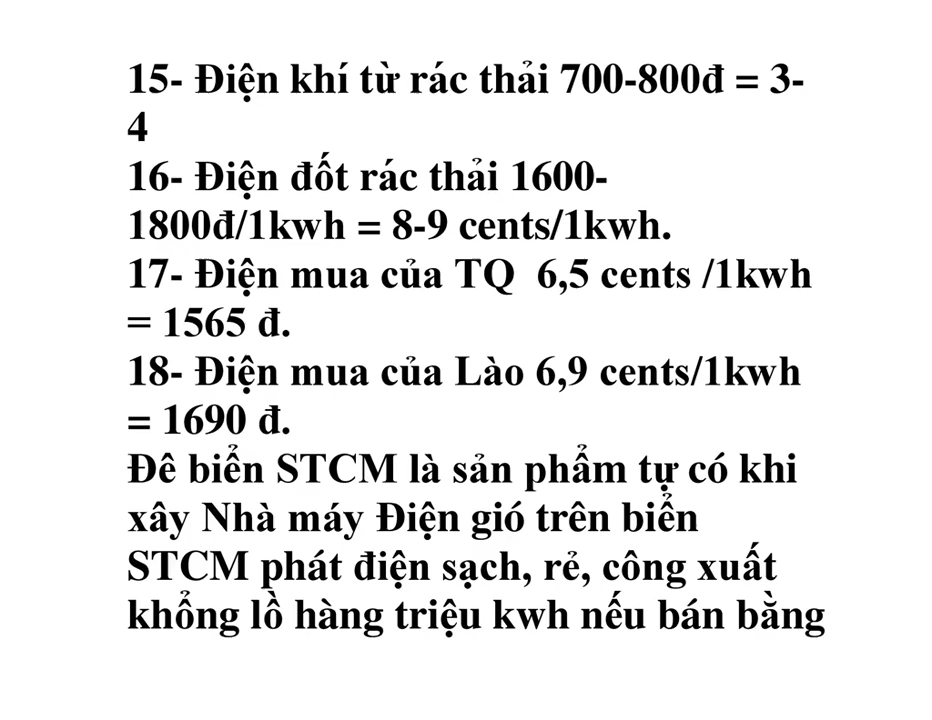 15- Điện khí từ rác thải 700-800đ = 3-
4
16- Điện đốt rác thải 1600-
1800đ/1kwh = 8-9 cents/1kwh.
17- Điện mua của TQ  6,5 cents /1kwh
= 1565 đ.
18- Điện mua của Lào 6,9 cents/1kwh
= 1690 đ.
Đê biển STCM là sản phẩm tự có khi
xây Nhà máy Điện gió trên biển
STCM phát điện sạch, rẻ, công xuất
khổng lồ hàng triệu kwh nếu bán bằng